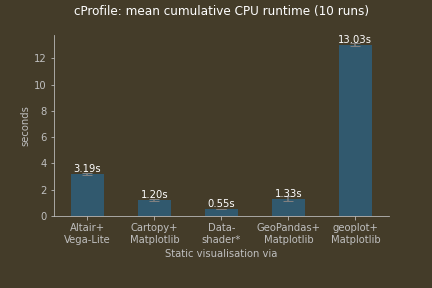 cProfile: mean cumulative CPU runtime (10 runs)
seconds
12
10
8
6
4
2
0
3.19s
1.20s
0.55s
1.33s
13.03s
Altair+
Vega-Lite
Cartopy+
Matplotlib
Data-
shader*
GeoPandas+
Matplotlib
geoplot+
Matplotlib
Static visualisation via